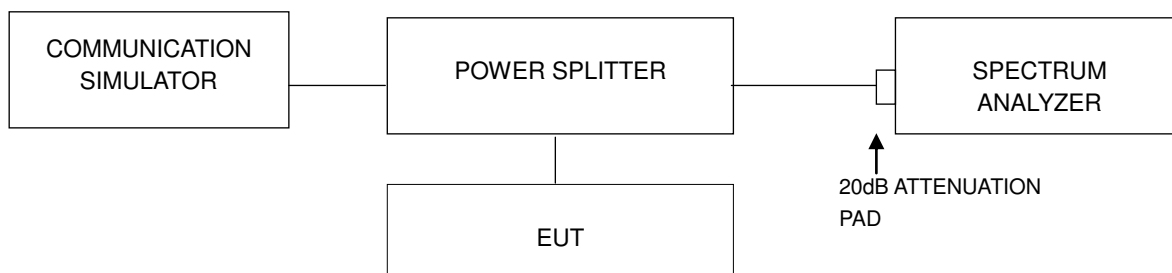 COMMUNICATION
SIMULATOR
POWER SPLITTER
SPECTRUM
ANALYZER
20dB ATTENUATION
PAD
EUT